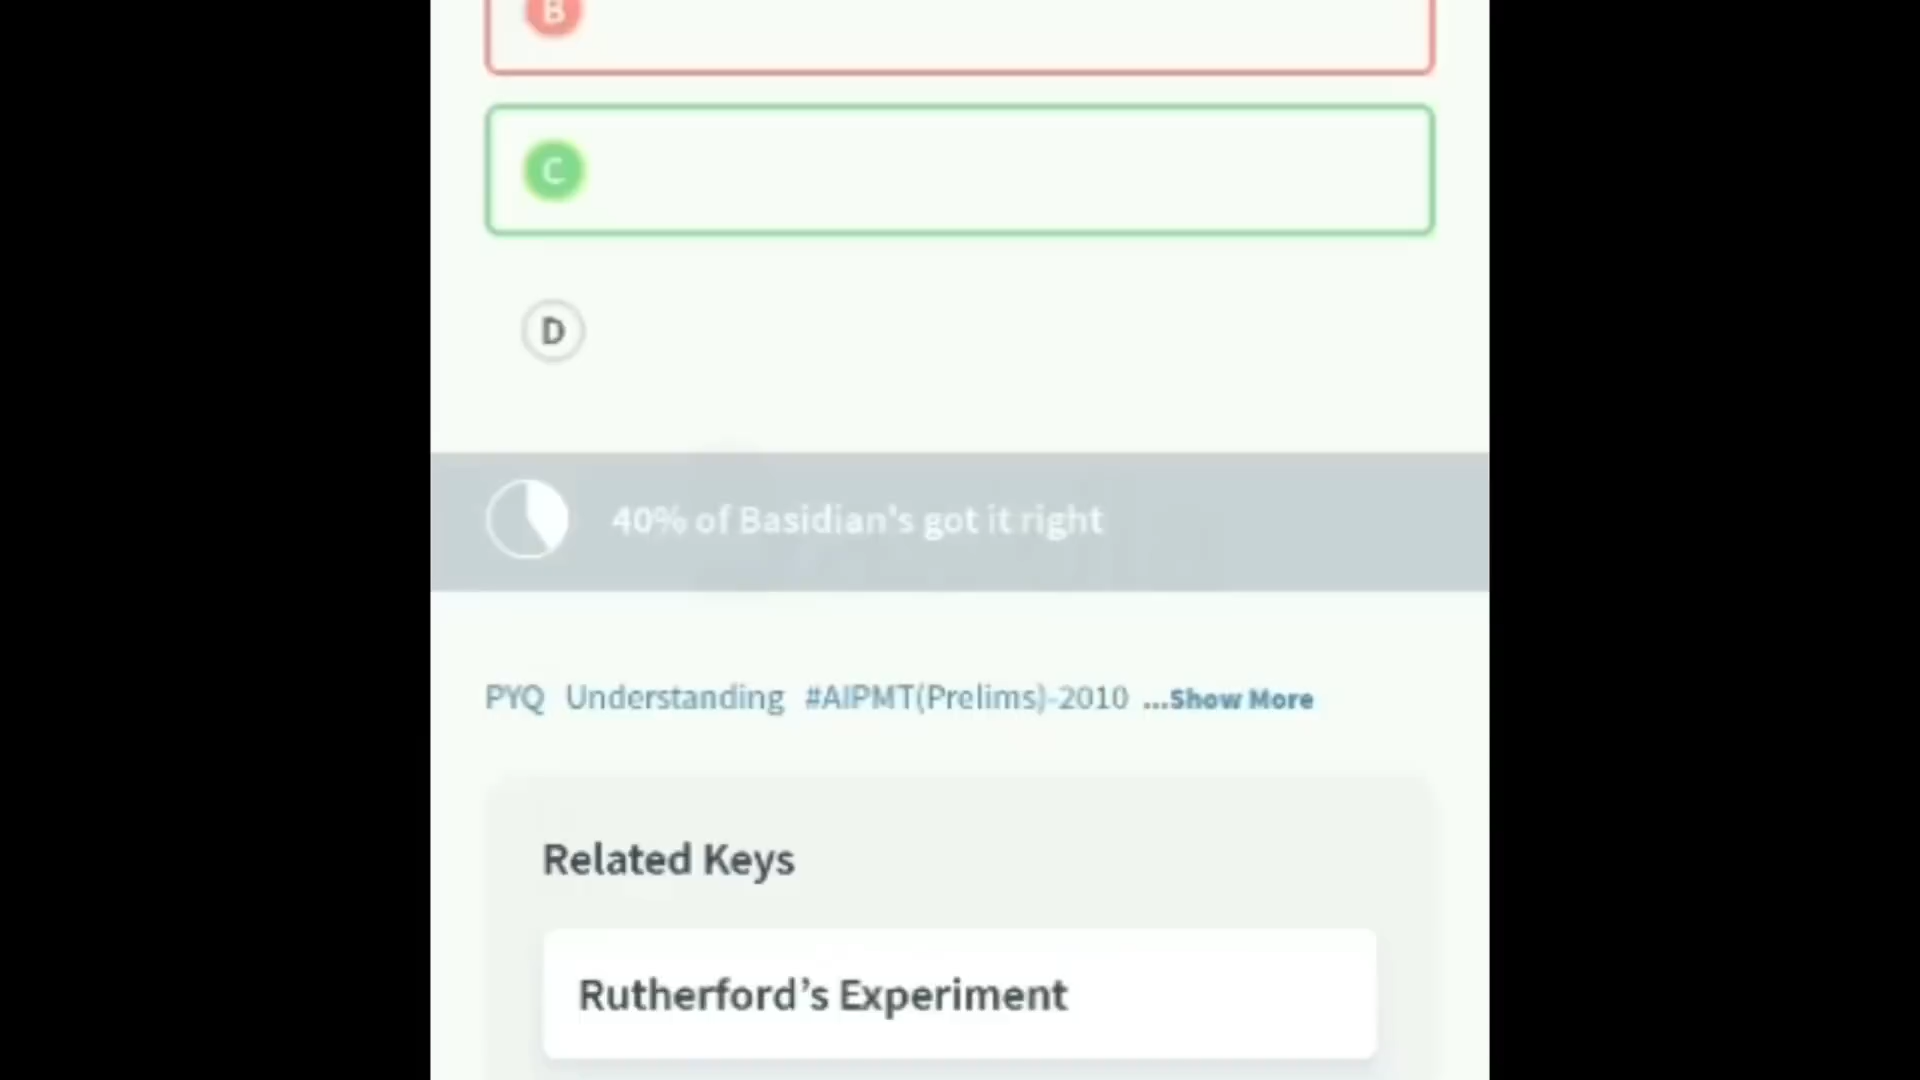 B
C
D
40% of Basidian's got it right
PYQ Understanding #AIPMT(Prelims)-2010 ...Show More
Related Keys
Rutherford’s Experiment